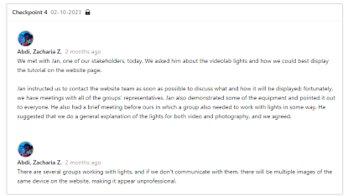 Checkpoint 4 02-10-2023
Abdi, Zacharia Z. 2 months ago
We met with Jan, one of our stakeholders, today. We asked him about the videolab lights and how we could best display
the tutorial on the website page.
Jan instructed us to contact the website team as soon as possible to discuss what and how it will be displayed; fortunately,
we have meetings with all of the groups' representatives. Jan also demonstrated some of the equipment and pointed it out
to everyone. He also had a brief meeting before ours in which a group also needed to work with lights in some way. He
suggested that we do a general explanation of the lights for both video and photography, and we agreed.
Abdi, Zacharia Z. 2 months ago
There are several groups working with lights, and if we don't communicate with them, there will be multiple images of the
same device on the website, making it appear unprofessional.